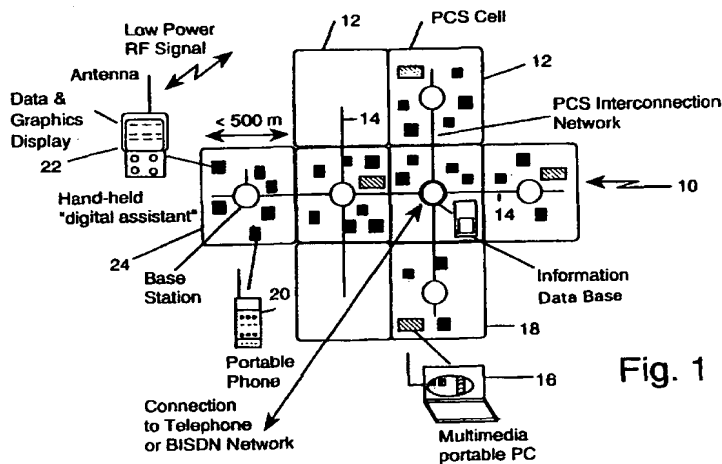 Low Power
RF Signal
12
PCS Cell
Antenna
12
Data &
Graphics
Display
22
< 500 m
14
PCS Interconnection
Network
10
14
Hand-held
"digital assistant"
24
Base
Station
20
Information
Data Base
18
Portable
Phone
16
Fig. 1
Connection
to Telephone
or BISDN Network
Multimedia
portable PC